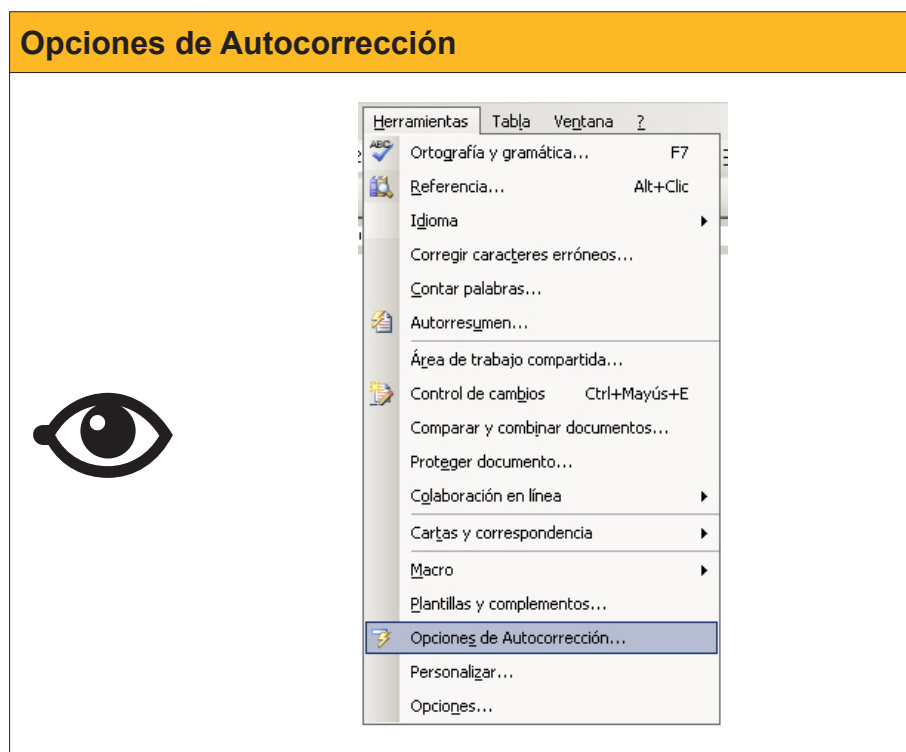 Opciones de Autocorrección
Herramientas Tabla Ventana ?
ABC Ortografía y gramática... F7
Referencia... Alt+Clic
Idioma
Corregir caracteres erróneos...
Contar palabras...
Autorresumen...
Área de trabajo compartida...
Control de cambios Ctrl+Mayús+E
Comparar y combinar documentos...
Proteger documento...
Colaboración en línea
Cartas y correspondencia
Macro
Plantillas y complementos...
Opciones de Autocorrección...
Personalizar...
Opciones...